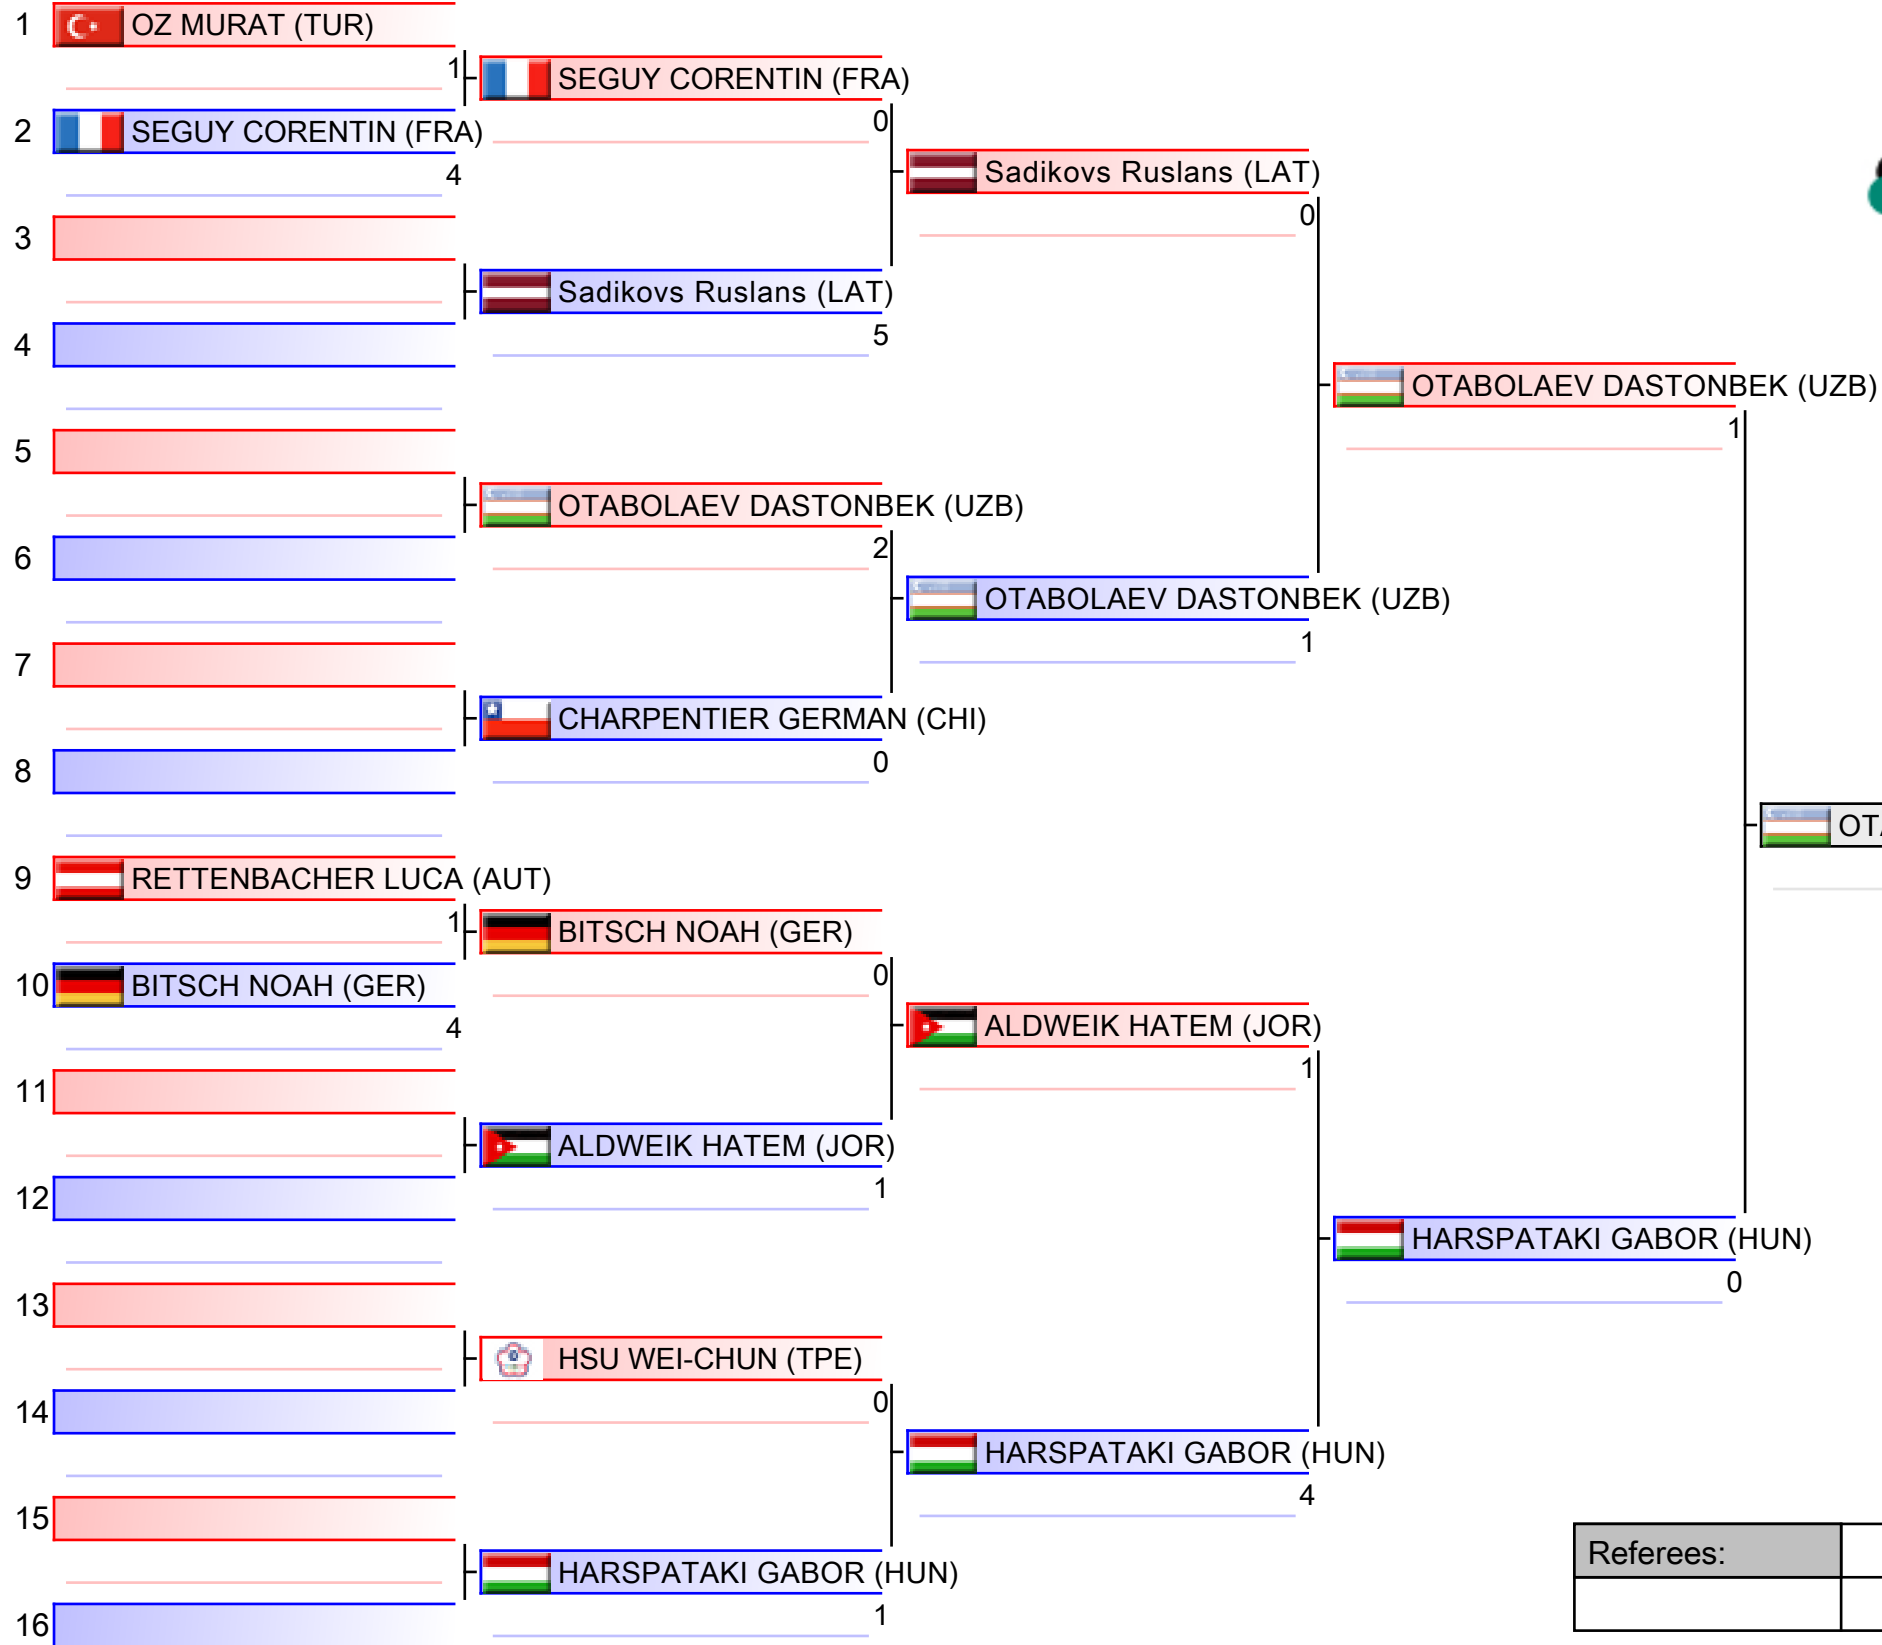 1 OZ MURAT (TUR)
1
SEGUY CORENTIN (FRA)
0
2 SEGUY CORENTIN (FRA)
4
Sadikovs Ruslans (LAT)
0
3
Sadikovs Ruslans (LAT)
5
4
OTABOLAEV DASTONBEK (UZB)
1
5
OTABOLAEV DASTONBEK (UZB)
2
6
OTABOLAEV DASTONBEK (UZB)
1
7
CHARPENTIER GERMAN (CHI)
0
8
9 RETTENBACHER LUCA (AUT)
1
BITSCH NOAH (GER)
0
10 BITSCH NOAH (GER)
4
ALDWEIK HATEM (JOR)
1
11
ALDWEIK HATEM (JOR)
1
12
HARSPATAKI GABOR (HUN)
0
13
HSU WEI-CHUN (TPE)
0
14
HARSPATAKI GABOR (HUN)
4
15
HARSPATAKI GABOR (HUN)
1
16
Referees: